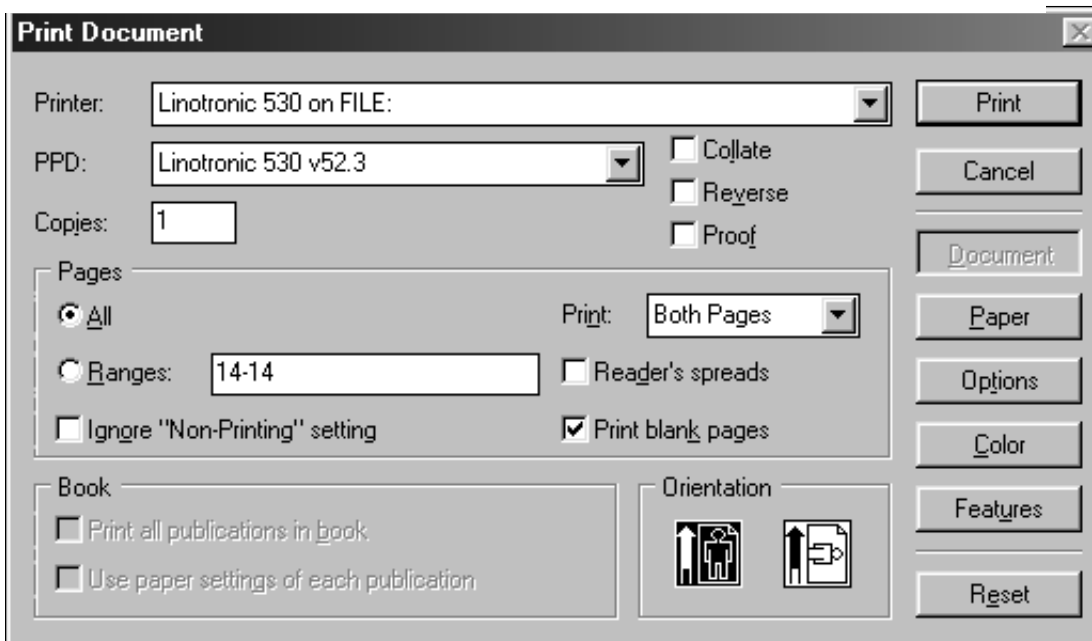 Print Document
Printer: Linotronic 530 on FILE: Print
PPD: Linotronic 530 v52.3 Collate Cancel
Reverse
Copies: 1 Proof
Document
Pages
All Print: Both Pages Paper
Ranges: 14-14 Reader's spreads Options
Ignore "Non-Printing" setting Print blank pages Color
Book Orientation
Features
Print all publications in book
Use paper settings of each publication Reset